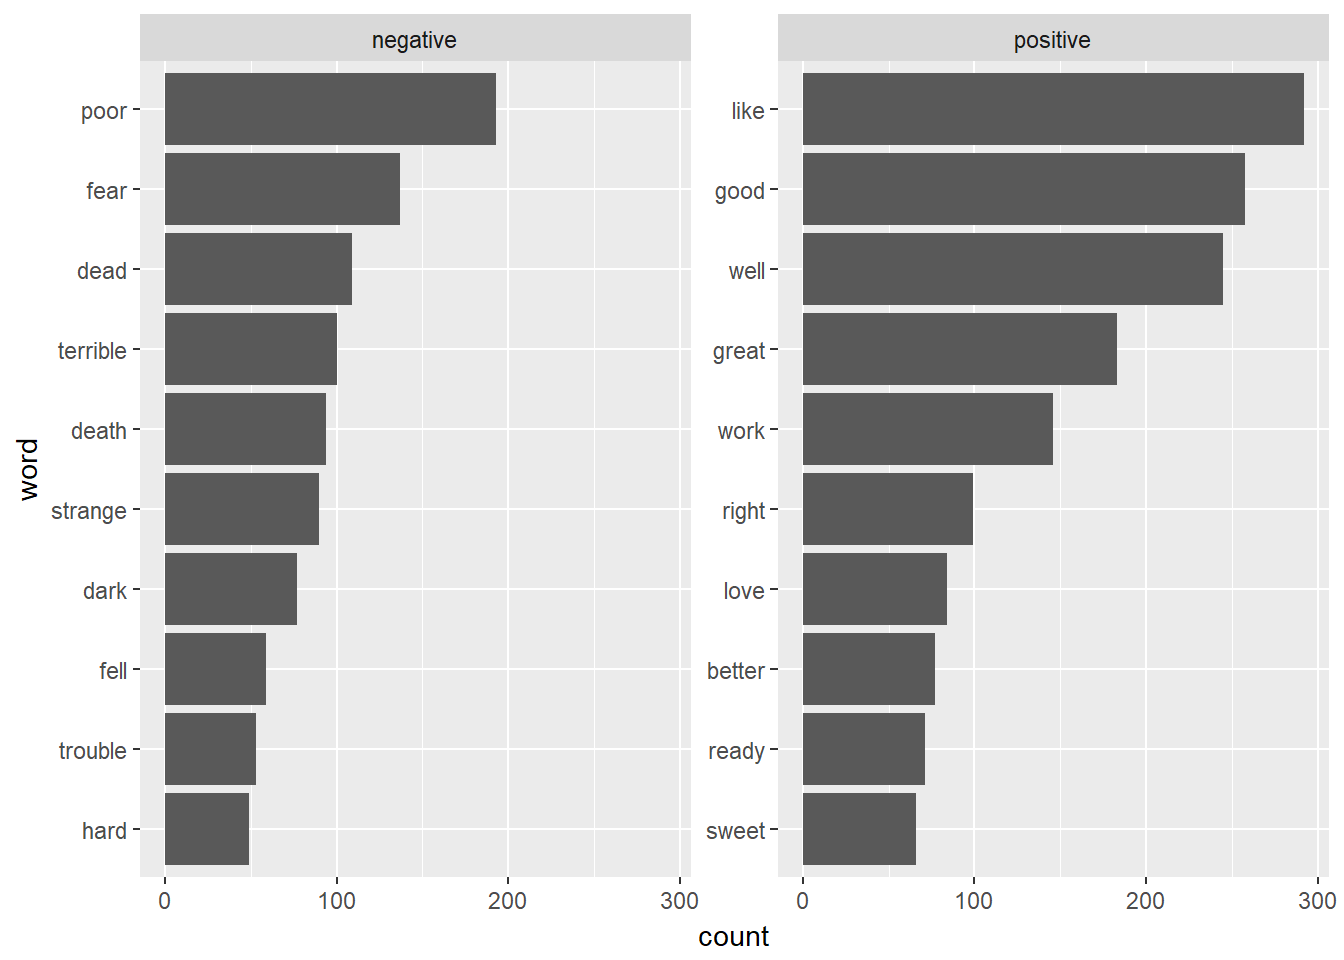 negative
positive
word
poor
fear
dead
terrible
death
strange
dark
fell
trouble
hard
like
good
well
great
work
right
love
better
ready
sweet
0 100 200 300
0 100 200 300
count